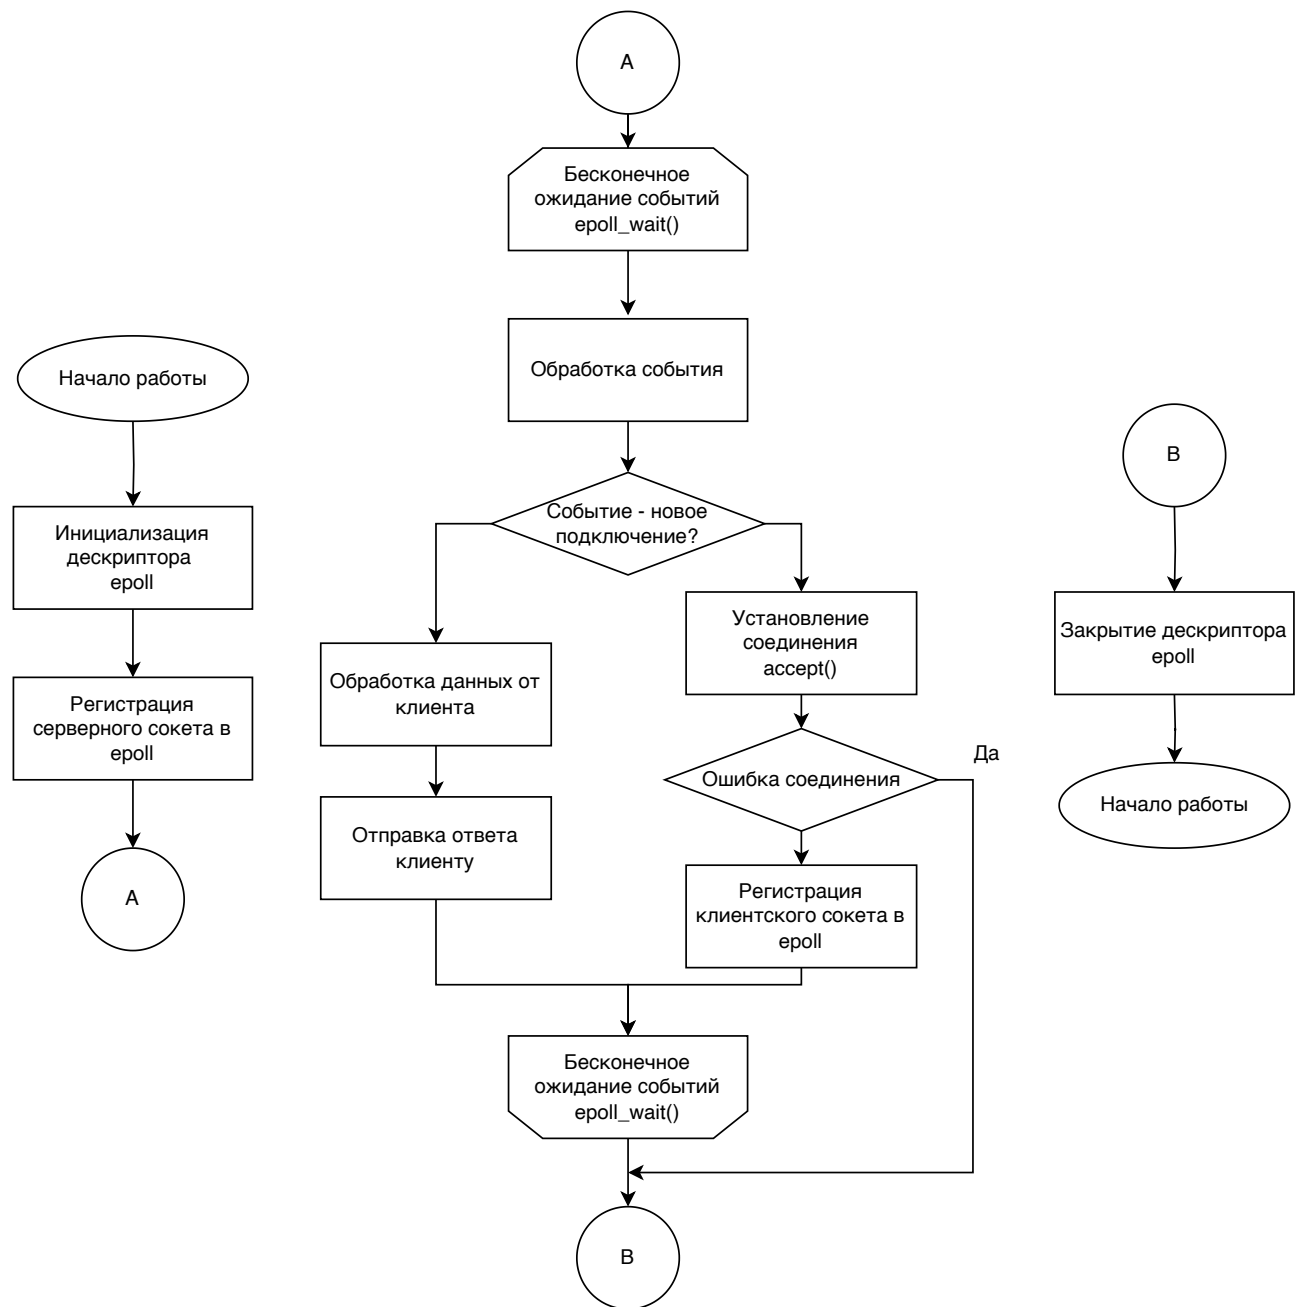 Начало работы
Инициализация
дескриптора
epoll
Регистрация
серверного сокета в
epoll
A
A
Бесконечное
ожидание событий
epoll_wait()
Обработка события
Событие - новое
подключение?
Обработка данных от
клиента
Отправка ответа
клиенту
Установление
соединения
accept()
Ошибка соединения
Да
Регистрация
клиентского сокета в
epoll
Бесконечное
ожидание событий
epoll_wait()
B
B
Закрытие дескриптора
epoll
Начало работы